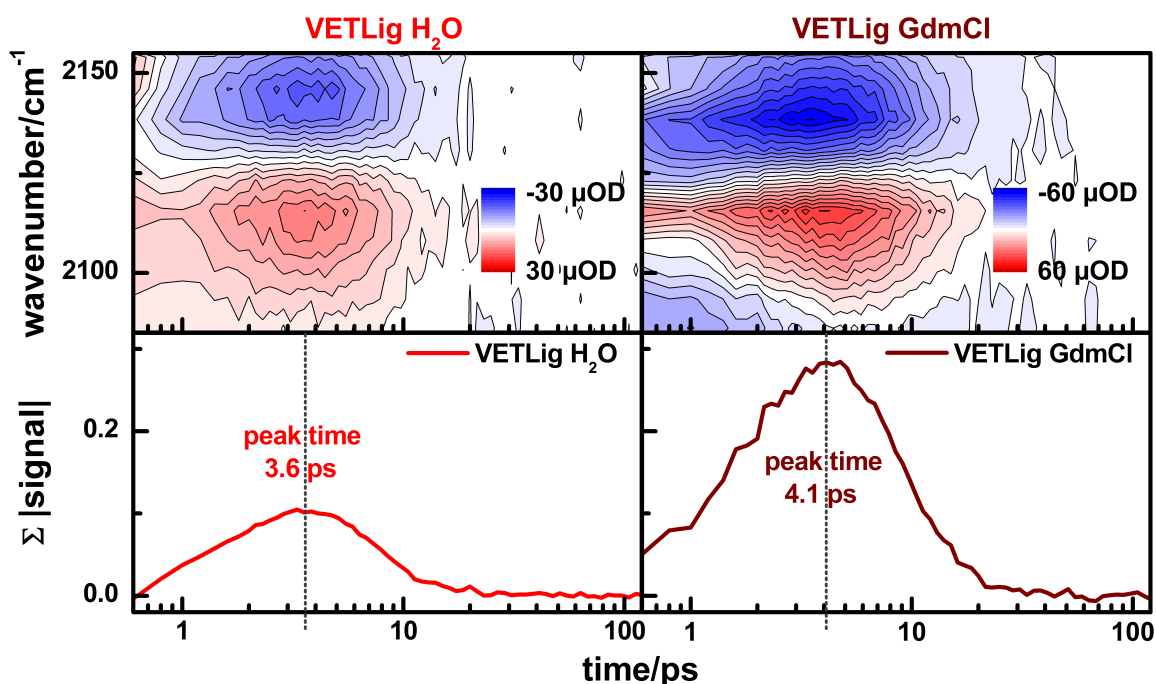 VETLig H₂O
VETLig GdmCl
wavenumber/cm⁻¹
2150
2100
-30 µOD
30 µOD
-60 µOD
60 µOD
Σ |signal|
0.2
0.0
VETLig H₂O
peak time
3.6 ps
VETLig GdmCl
peak time
4.1 ps
1
10
100
1
10
100
time/ps